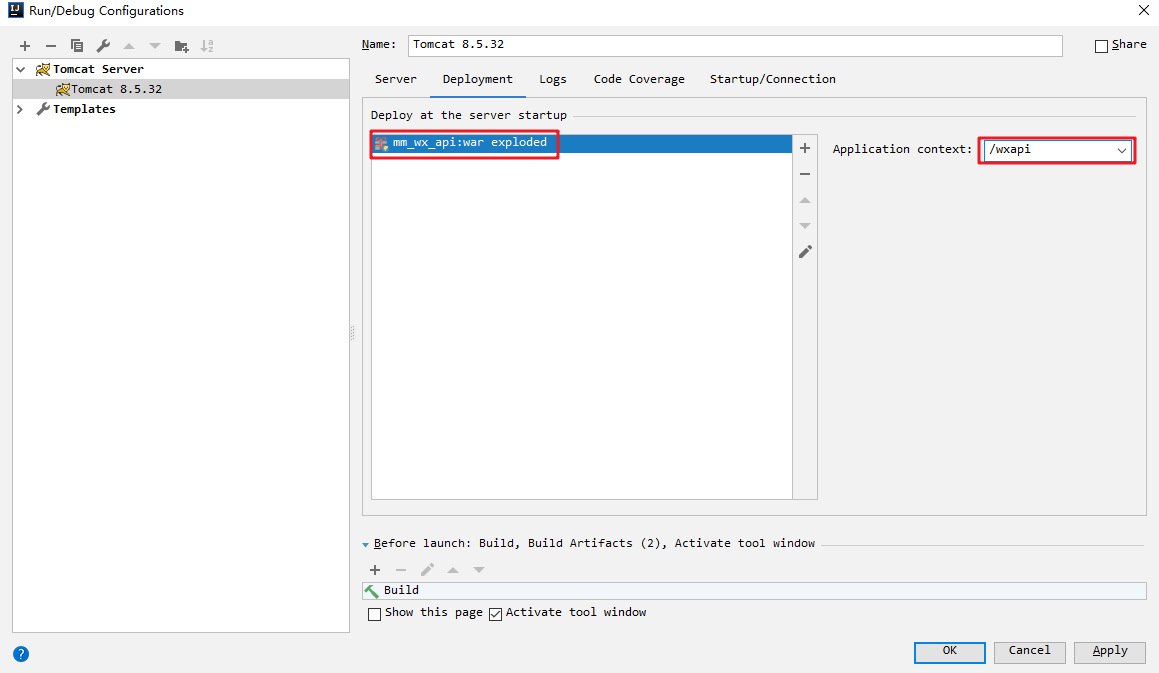 Run/Debug Configurations
Name: Tomcat 8.5.32 Share
Tomcat Server
Tomcat 8.5.32
Templates
Server Deployment Logs Code Coverage Startup/Connection
Deploy at the server startup
mm_wx_api:war exploded
Application context: /wxapi
Before launch: Build, Build Artifacts (2), Activate tool window
Build
Show this page Activate tool window
? OK Cancel Apply